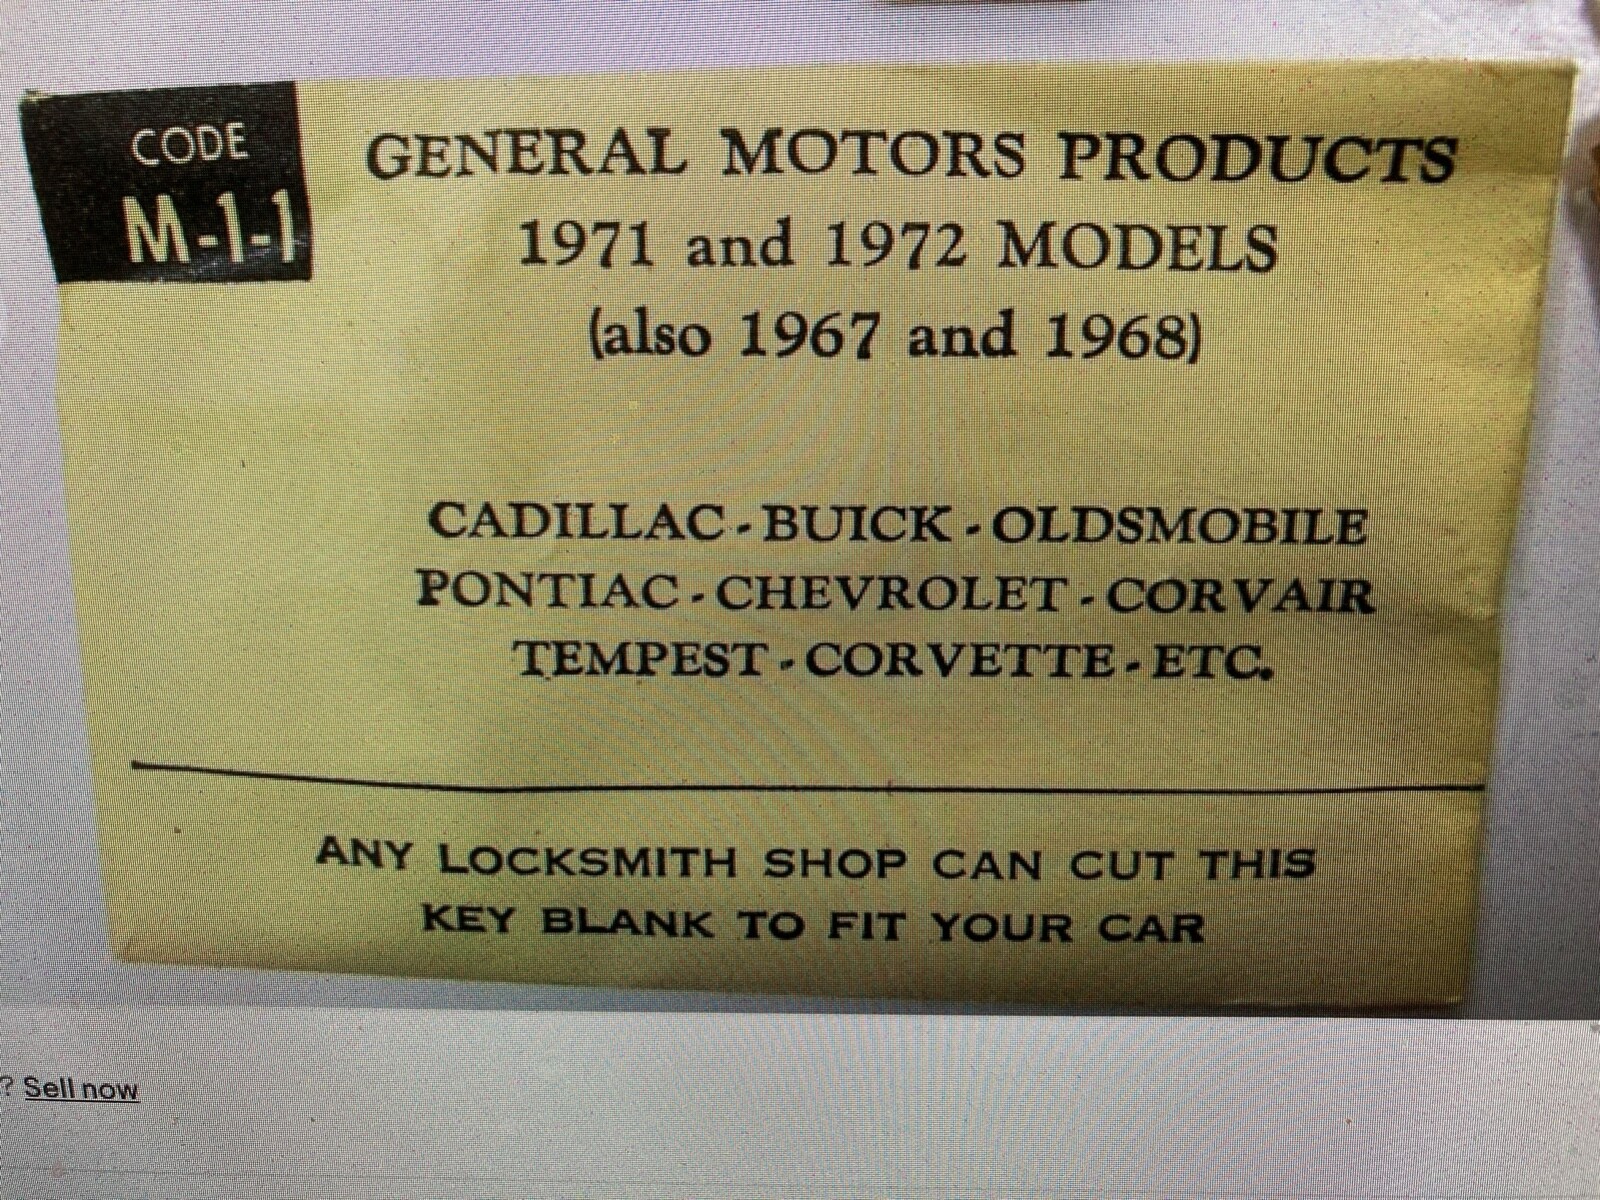 CODE
M-1-1
GENERAL MOTORS PRODUCTS
1971 and 1972 MODELS
(also 1967 and 1968)
CADILLAC - BUICK - OLDSMOBILE
PONTIAC - CHEVROLET - CORVAIR
TEMPEST - CORVETTE - ETC.
ANY LOCKSMITH SHOP CAN CUT THIS
KEY BLANK TO FIT YOUR CAR
? Sell now